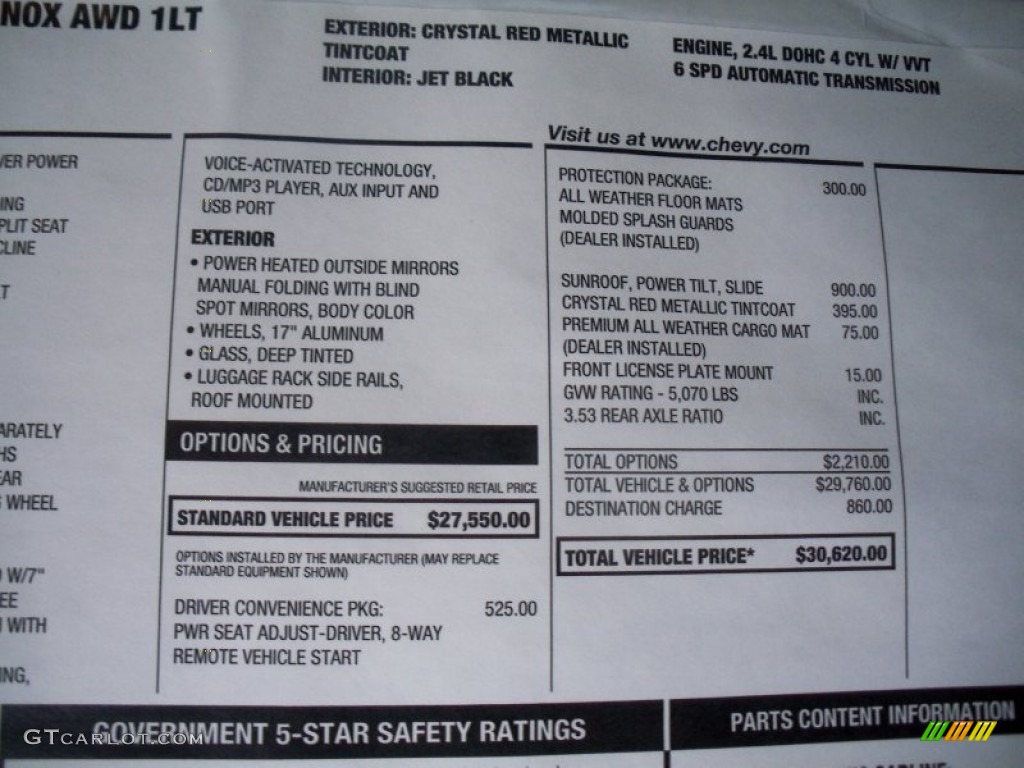 NOX AWD 1LT
EXTERIOR: CRYSTAL RED METALLIC
TINTCOAT
INTERIOR: JET BLACK
ENGINE, 2.4L DOHC 4 CYL W/ VVT
6 SPD AUTOMATIC TRANSMISSION
Visit us at www.chevy.com
VER POWER
ING
PLIT SEAT
CLINE
T
ARATELY
HS
EAR
G WHEEL
D W/7"
EE
H WITH
ING,
VOICE-ACTIVATED TECHNOLOGY,
CD/MP3 PLAYER, AUX INPUT AND
USB PORT
EXTERIOR
• POWER HEATED OUTSIDE MIRRORS
MANUAL FOLDING WITH BLIND
SPOT MIRRORS, BODY COLOR
• WHEELS, 17" ALUMINUM
• GLASS, DEEP TINTED
• LUGGAGE RACK SIDE RAILS,
ROOF MOUNTED
OPTIONS & PRICING
MANUFACTURER'S SUGGESTED RETAIL PRICE
STANDARD VEHICLE PRICE $27,550.00
OPTIONS INSTALLED BY THE MANUFACTURER (MAY REPLACE
STANDARD EQUIPMENT SHOWN)
DRIVER CONVENIENCE PKG: 525.00
PWR SEAT ADJUST-DRIVER, 8-WAY
REMOTE VEHICLE START
PROTECTION PACKAGE: 300.00
ALL WEATHER FLOOR MATS
MOLDED SPLASH GUARDS
(DEALER INSTALLED)
SUNROOF, POWER TILT, SLIDE 900.00
CRYSTAL RED METALLIC TINTCOAT 395.00
PREMIUM ALL WEATHER CARGO MAT 75.00
(DEALER INSTALLED)
FRONT LICENSE PLATE MOUNT 15.00
GVW RATING - 5,070 LBS INC.
3.53 REAR AXLE RATIO INC.
TOTAL OPTIONS $2,210.00
TOTAL VEHICLE & OPTIONS $29,760.00
DESTINATION CHARGE 860.00
TOTAL VEHICLE PRICE* $30,620.00
GOVERNMENT 5-STAR SAFETY RATINGS
PARTS CONTENT INFORMATION
GTcarlot.com